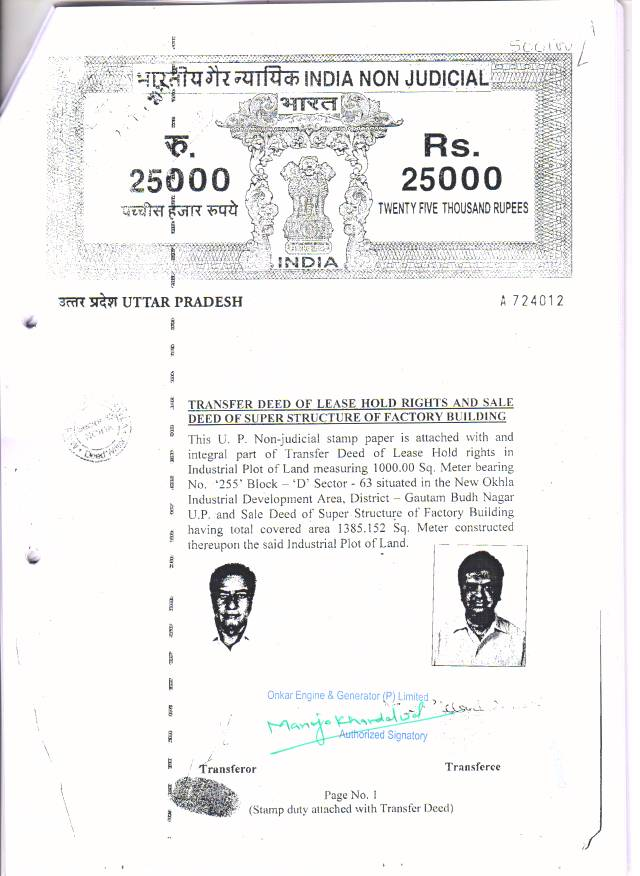 भारतीय गैर न्यायिक INDIA NON JUDICIAL
भारत
रु.
25000
पच्चीस हजार रूपये
Rs.
25000
TWENTY FIVE THOUSAND RUPEES
INDIA
उत्तर प्रदेश UTTAR PRADESH
A 724012
TRANSFER DEED OF LEASE HOLD RIGHTS AND SALE
DEED OF SUPER STRUCTURE OF FACTORY BUILDING
This U. P. Non-judicial stamp paper is attached with and
integral part of Transfer Deed of Lease Hold rights in
Industrial Plot of Land measuring 1000.00 Sq. Meter bearing
No. ‘255’ Block – ‘D’ Sector - 63 situated in the New Okhla
Industrial Development Area, District – Gautam Budh Nagar
U.P. and Sale Deed of Super Structure of Factory Building
having total covered area 1385.152 Sq. Meter constructed
thereupon the said Industrial Plot of Land.
Onkar Engine & Generator (P) Limited
Manoj Khandelwal
Authorized Signatory
Transferor
Transferee
Page No. 1
(Stamp duty attached with Transfer Deed)